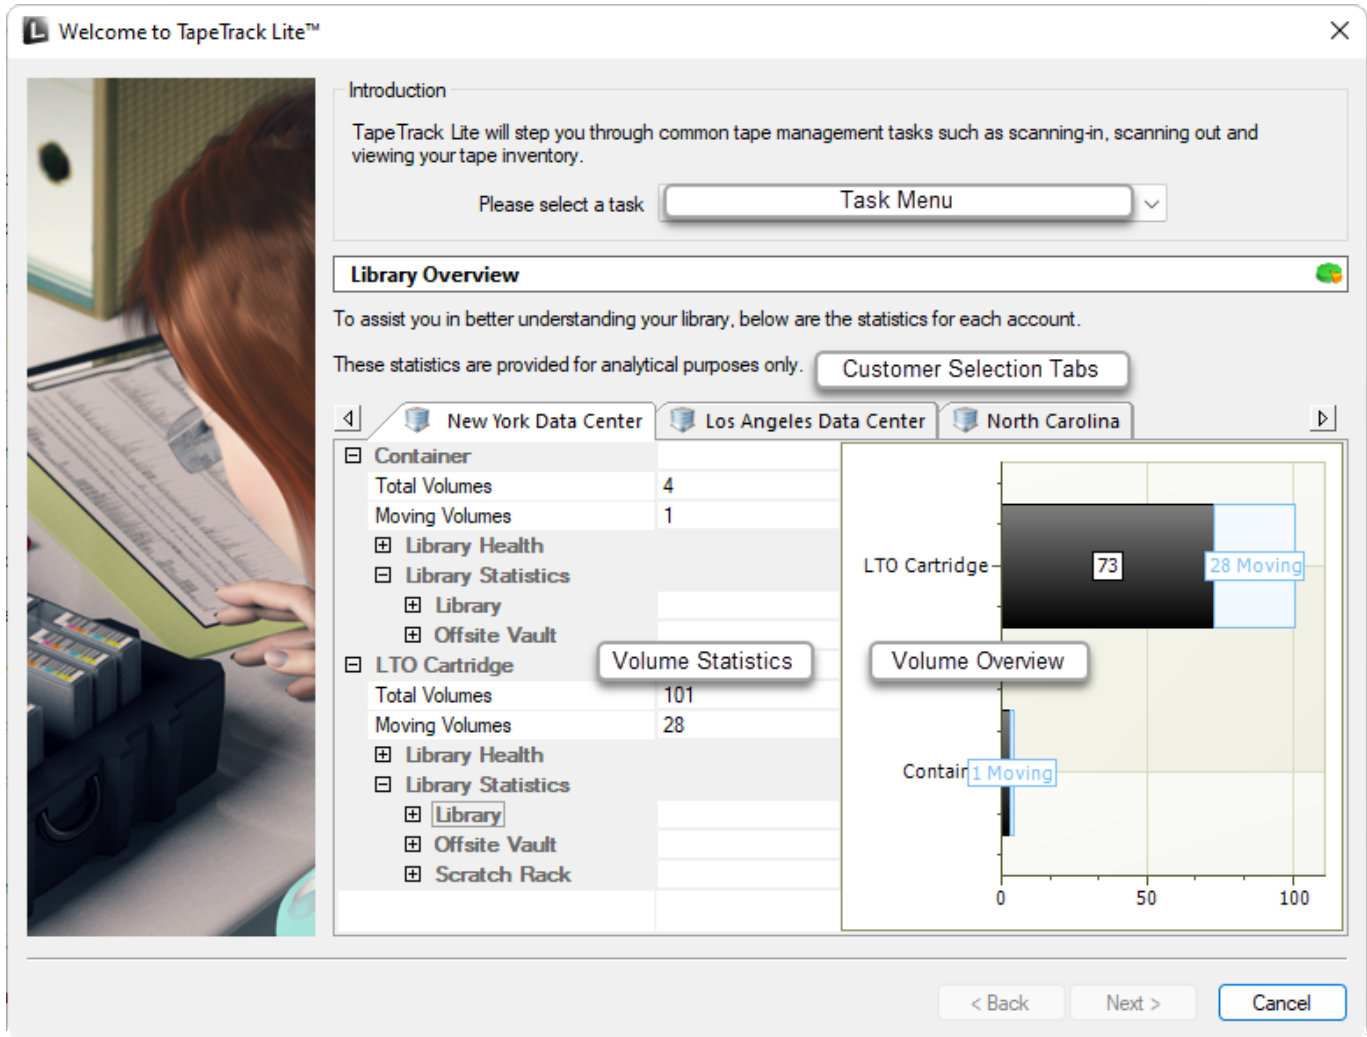 Welcome to TapeTrack Lite™
Introduction
TapeTrack Lite will step you through common tape management tasks such as scanning-in, scanning out and
viewing your tape inventory.
Please select a task
Task Menu
Library Overview
To assist you in better understanding your library, below are the statistics for each account.
These statistics are provided for analytical purposes only.
Customer Selection Tabs
New York Data Center
Los Angeles Data Center
North Carolina
Container
Total Volumes 4
Moving Volumes 1
Library Health
Library Statistics
Library
Offsite Vault
LTO Cartridge
Volume Statistics
Total Volumes 101
Moving Volumes 28
Library Health
Library Statistics
Library
Offsite Vault
Scratch Rack
LTO Cartridge
73
28 Moving
Volume Overview
Contain
1 Moving
0 50 100
< Back
Next >
Cancel